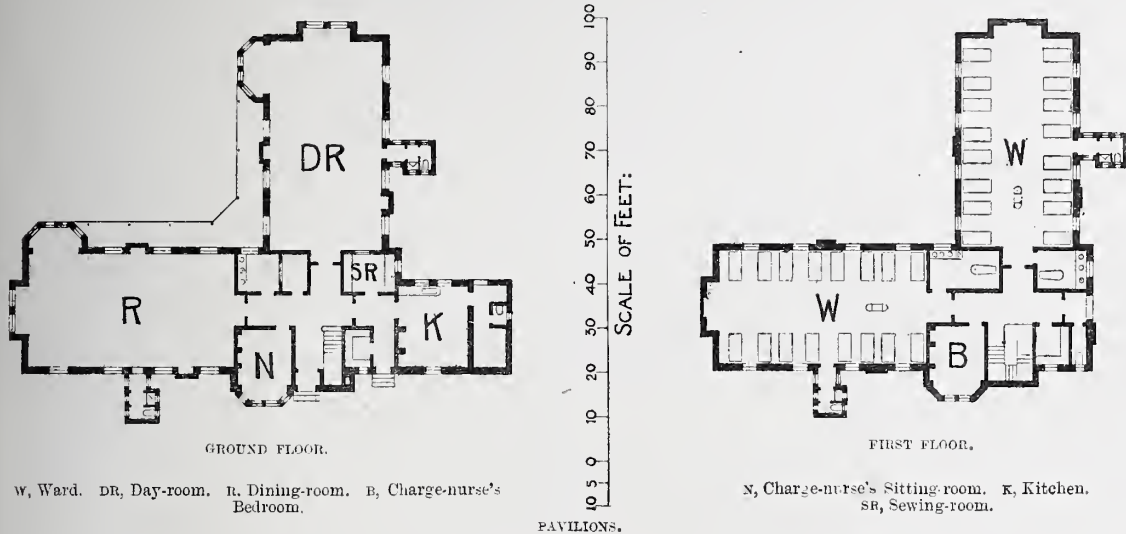 DR
SR
R
N
K
GROUND FLOOR.
W, Ward. DR, Day-room. R. Dining-room. B, Charge-nurse's
Bedroom.
100
90
80
70
60
50
40
30
20
10
0
5
10
SCALE OF FEET:
W
W
B
FIRST FLOOR.
N, Charge-nurse's Sitting-room. K, Kitchen.
SR, Sewing-room.
PAVILIONS.